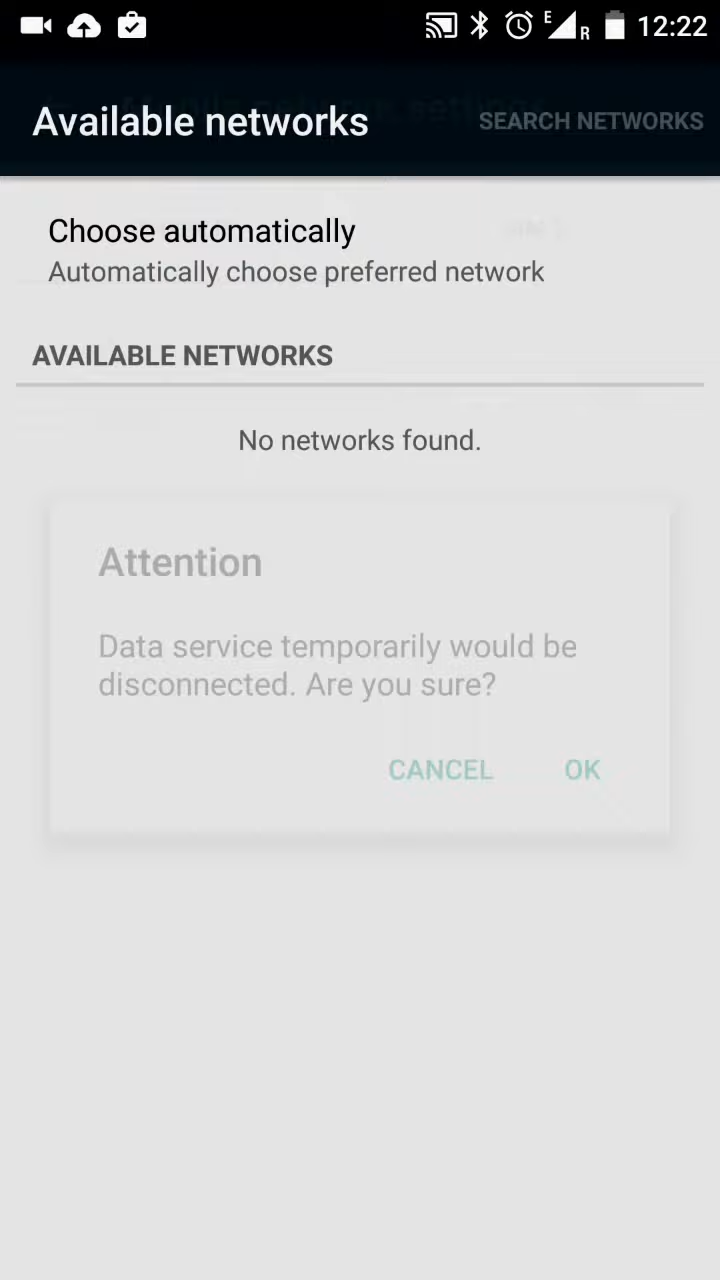 E R 12:22
Available networks SEARCH NETWORKS
Choose automatically
Automatically choose preferred network
AVAILABLE NETWORKS
No networks found.
Attention
Data service temporarily would be
disconnected. Are you sure?
CANCEL OK